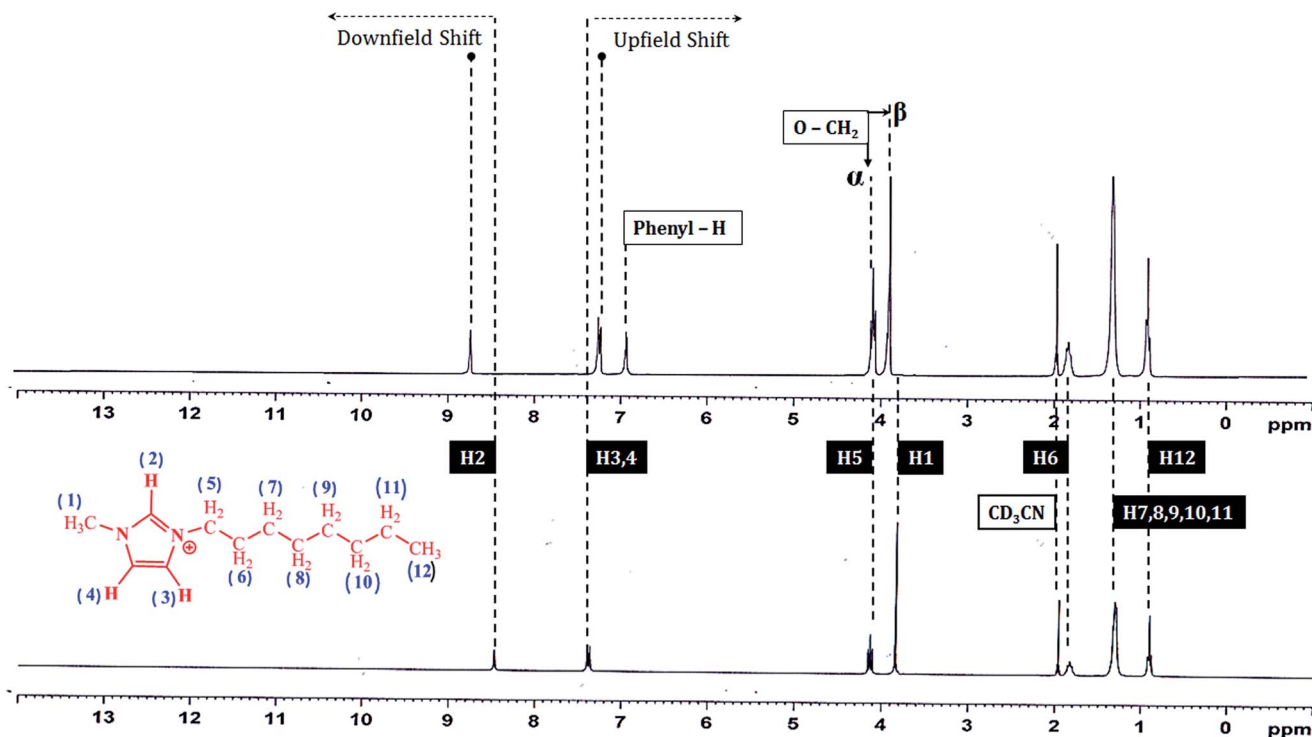 Downfield Shift
Upfield Shift
O – CH₂
β
α
Phenyl – H
13 12 11 10 9 8 7 6 5 4 3 2 1 0 ppm
H2
H3,4
H5
H1
H6
H12
CD₃CN
H7,8,9,10,11
(2)
H
(1)
H₃C
N
N
⊕
(5)
H₂
C
(7)
H₂
C
(9)
H₂
C
(11)
H₂
C
C
H₂
(6)
C
H₂
(8)
C
H₂
(10)
CH₃
(12)
(4) H
(3) H
13 12 11 10 9 8 7 6 5 4 3 2 1 0 ppm